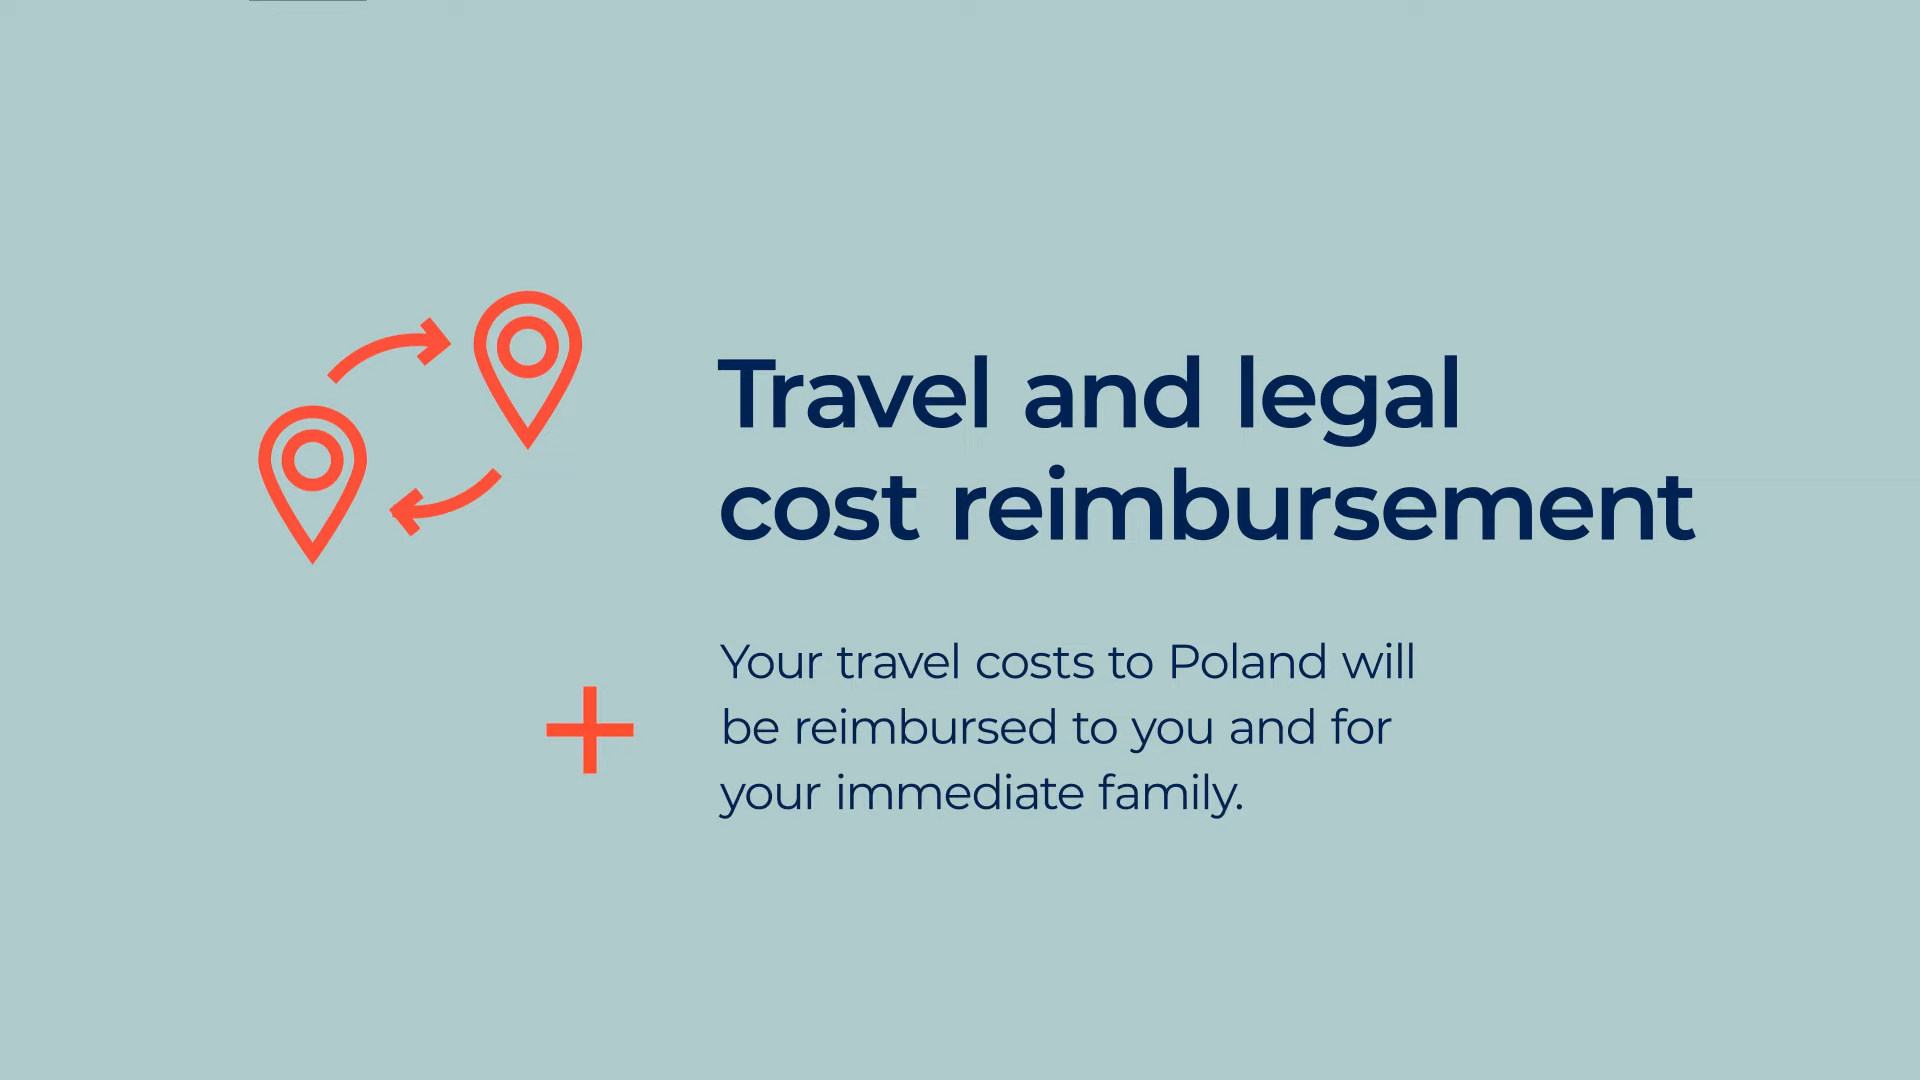 Travel and legal
cost reimbursement
Your travel costs to Poland will
be reimbursed to you and for
your immediate family.